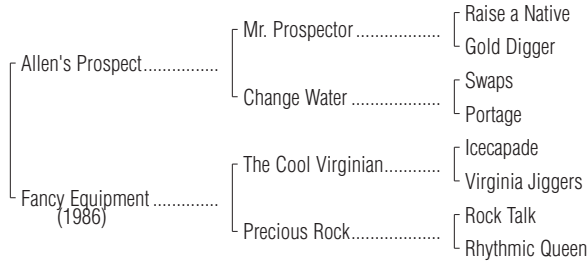 Raise a Native
Mr. Prospector ...................
Gold Digger
Allen's Prospect.................
Swaps
Change Water ....................
Portage
Icecapade
The Cool Virginian.............
Virginia Jiggers
Fancy Equipment ...............
(1986)
Rock Talk
Precious Rock....................
Rhythmic Queen